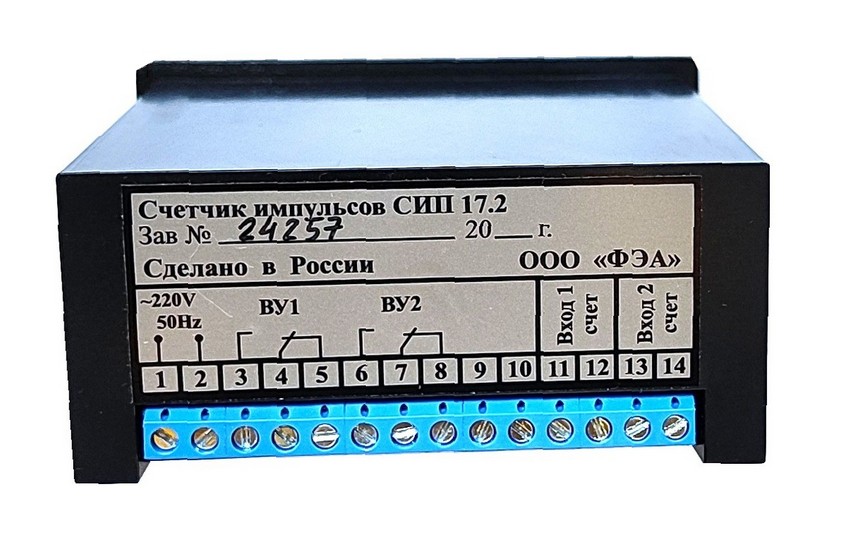 Счетчик импульсов СИП 17.2
Зав № 24257 20___ г.
Сделано в России ООО «ФЭА»
~220V
50Hz
ВУ1
ВУ2
Вход 1
счет
Вход 2
счет
1 2 3 4 5 6 7 8 9 10 11 12 13 14